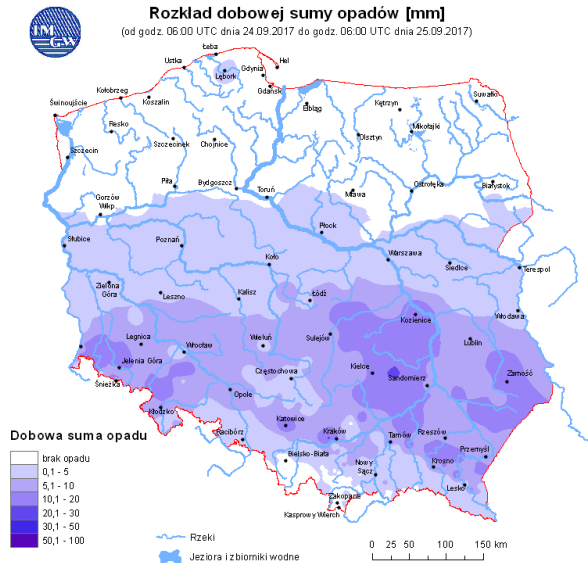 IM
GW
Rozkład dobowej sumy opadów [mm]
(od godz. 06:00 UTC dnia 24.09.2017 do godz. 06:00 UTC dnia 25.09.2017)
Łeba
Hel
Ustka
Lębork
Gdynia
Gdańsk
Kołobrzeg
Koszalin
Elbląg
Kętrzyn
Suwałki
Świnoujście
Resko
Szczecinek
Chojnice
Olsztyn
Mikołajki
Szczecin
Piła
Bydgoszcz
Toruń
Mława
Ostrołęka
Białystok
Gorzów
Wlkp.
Płock
Słubice
Poznań
Koło
Warszawa
Siedlce
Terespol
Zielona
Góra
Leszno
Kalisz
Łódź
Kozienice
Włodawa
Legnica
Wrocław
Wieluń
Sulejów
Lublin
Jelenia Góra
Śnieżka
Częstochowa
Kielce
Sandomierz
Zamość
Kłodzko
Opole
Katowice
Kraków
Tarnów
Rzeszów
Przemyśl
Racibórz
Bielsko-Biała
Nowy
Sącz
Krosno
Lesko
Zakopane
Kasprowy Wierch
Dobowa suma opadu
brak opadu
0,1 - 5
5,1 - 10
10,1 - 20
20,1 - 30
30,1 - 50
50,1 - 100
Rzeki
Jeziora i zbiorniki wodne
0 25 50 100 150 km